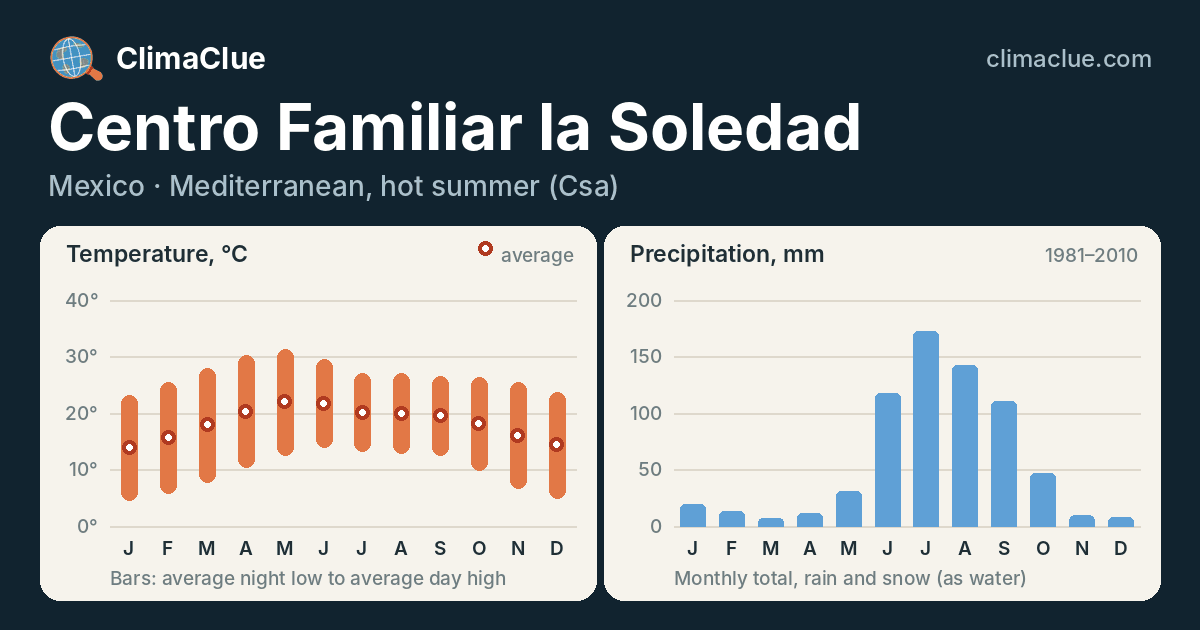 ClimaClue
climaclue.com
Centro Familiar la Soledad
Mexico · Mediterranean, hot summer (Csa)
Temperature, °C
average
40°
30°
20°
10°
0°
J F M A M J J A S O N D
Bars: average night low to average day high
Precipitation, mm
1981–2010
200
150
100
50
0
J F M A M J J A S O N D
Monthly total, rain and snow (as water)